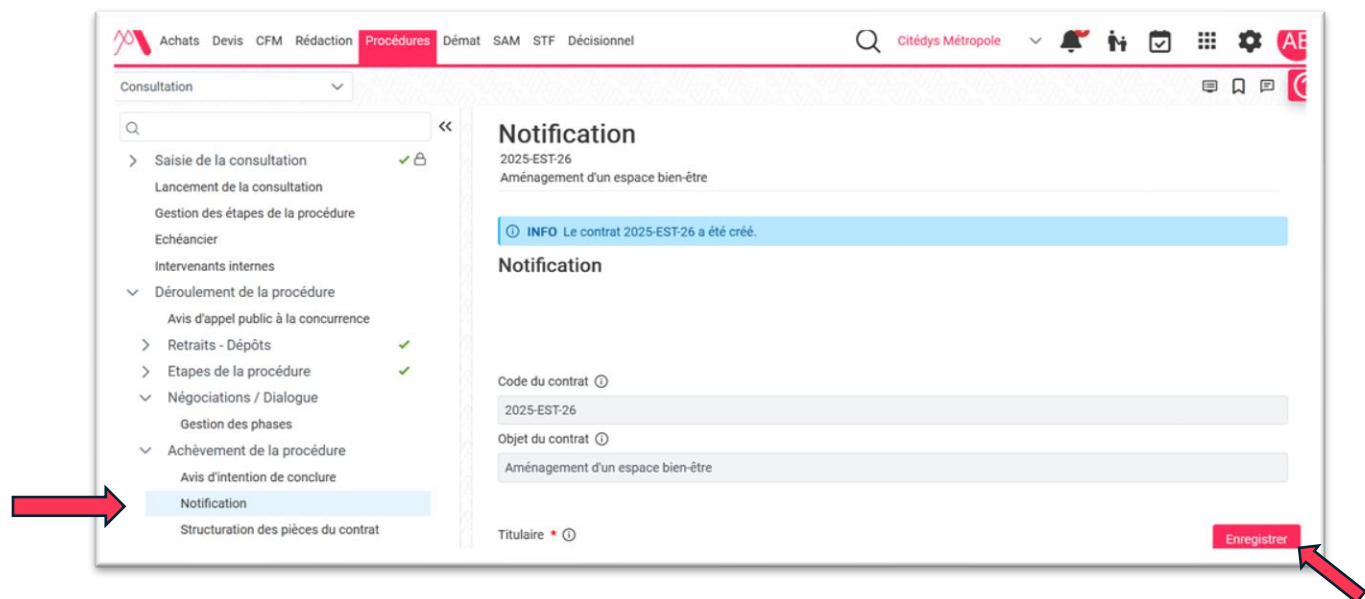 Achats Devis CFM Rédaction Procédures Démat SAM STF Décisionnel Citédys Métropole AE
Consultation
Saisie de la consultation
Lancement de la consultation
Gestion des étapes de la procédure
Echéancier
Intervenants internes
Déroulement de la procédure
Avis d'appel public à la concurrence
Retraits - Dépôts
Etapes de la procédure
Négociations / Dialogue
Gestion des phases
Achèvement de la procédure
Avis d'intention de conclure
Notification
Structuration des pièces du contrat
Notification
2025-EST-26
Aménagement d'un espace bien-être
INFO Le contrat 2025-EST-26 a été créé.
Notification
Code du contrat
2025-EST-26
Objet du contrat
Aménagement d'un espace bien-être
Titulaire *
Enregistrer